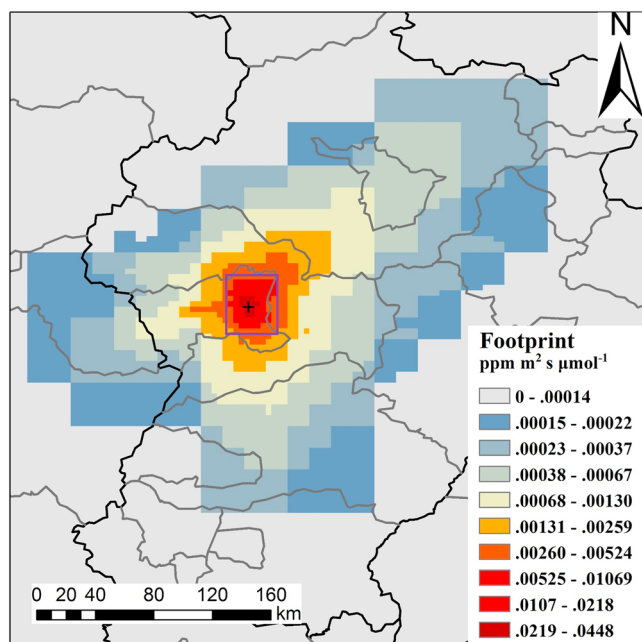 N
Footprint
ppm m² s μmol⁻¹
0 - .00014
.00015 - .00022
.00023 - .00037
.00038 - .00067
.00068 - .00130
.00131 - .00259
.00260 - .00524
.00525 - .01069
.0107 - .0218
.0219 - .0448
0 20 40 80 120 160
km